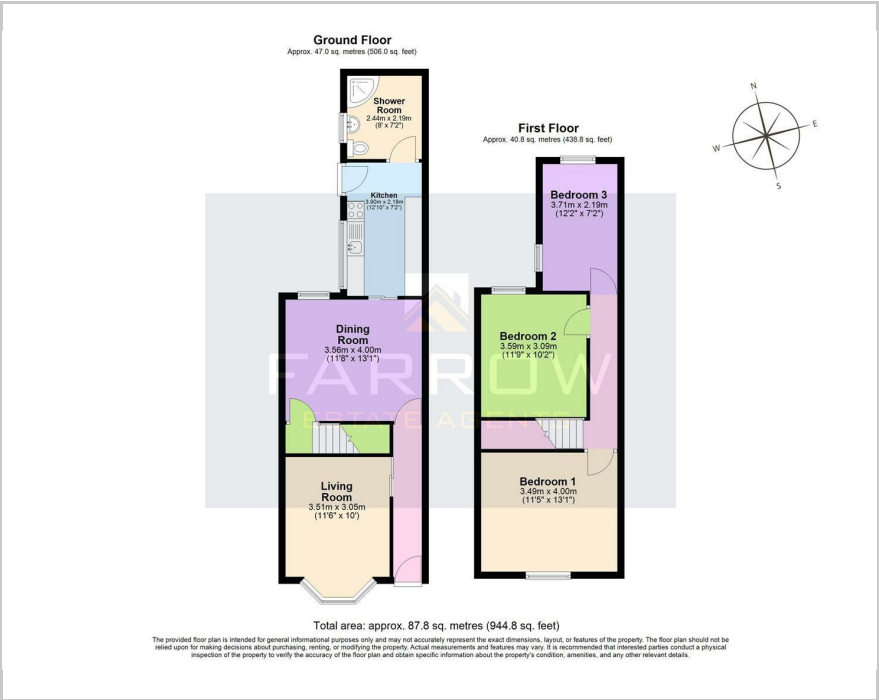 Ground Floor
Approx. 47.0 sq. metres (506.0 sq. feet)
Shower
Room
2.44m x 2.19m
(8' x 7'2")
Kitchen
3.90m x 2.19m
(12'10" x 7'2")
Dining
Room
3.56m x 4.00m
(11'8" x 13'1")
Living
Room
3.51m x 3.05m
(11'6" x 10')
First Floor
Approx. 40.8 sq. metres (438.8 sq. feet)
Bedroom 3
3.71m x 2.19m
(12'2" x 7'2")
Bedroom 2
3.59m x 3.09m
(11'9" x 10'2")
Bedroom 1
3.49m x 4.00m
(11'5" x 13'1")
N
E
W
S
FARROW
ESTATE AGENTS
Total area: approx. 87.8 sq. metres (944.8 sq. feet)
The provided floor plan is intended for general informational purposes only and may not accurately represent the exact dimensions, layout, or features of the property. The floor plan should not be
relied upon for making decisions about purchasing, renting, or modifying the property. Actual measurements and features may vary. It is recommended that interested parties conduct a physical
inspection of the property to verify the accuracy of the floor plan and obtain specific information about the property's condition, amenities, and any other relevant details.